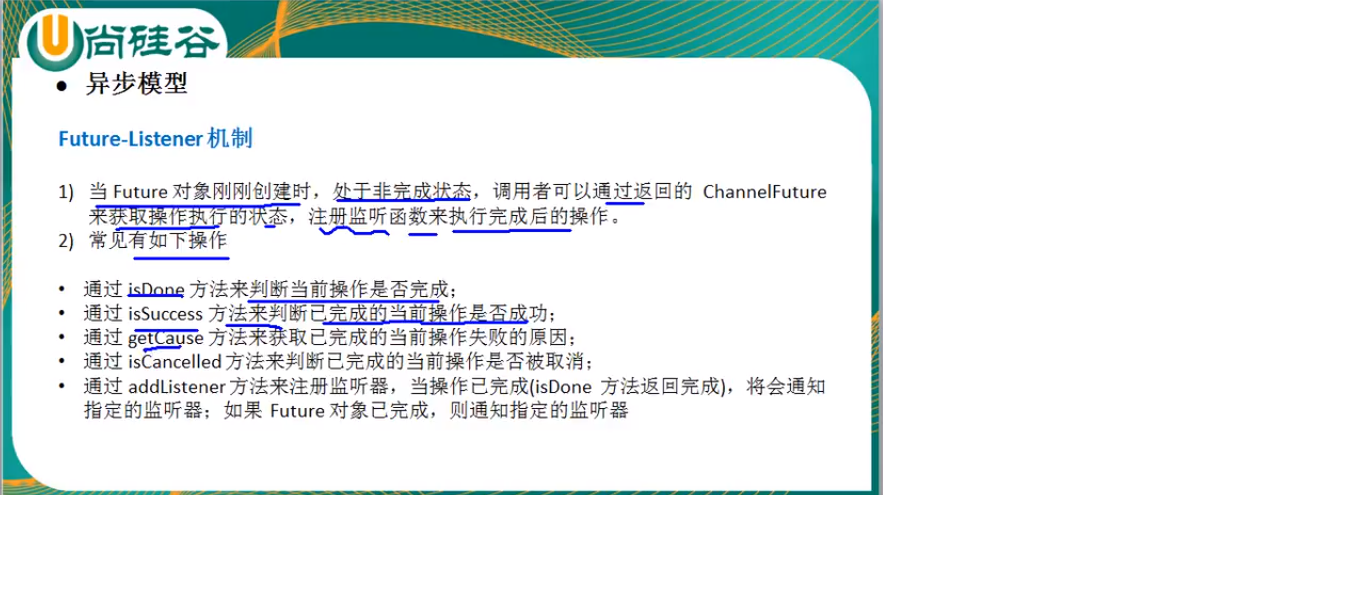 尚硅谷
● 异步模型
Future-Listener 机制
1) 当 Future 对象刚刚创建时，处于非完成状态，调用者可以通过返回的 ChannelFuture
来获取操作执行的状态，注册监听函数来执行完成后的操作。
2) 常见有如下操作
• 通过 isDone 方法来判断当前操作是否完成；
• 通过 isSuccess 方法来判断已完成的当前操作是否成功；
• 通过 getCause 方法来获取已完成的当前操作失败的原因；
• 通过 isCancelled 方法来判断已完成的当前操作是否被取消；
• 通过 addListener 方法来注册监听器，当操作已完成(isDone 方法返回完成)，将会通知
指定的监听器；如果 Future 对象已完成，则通知指定的监听器